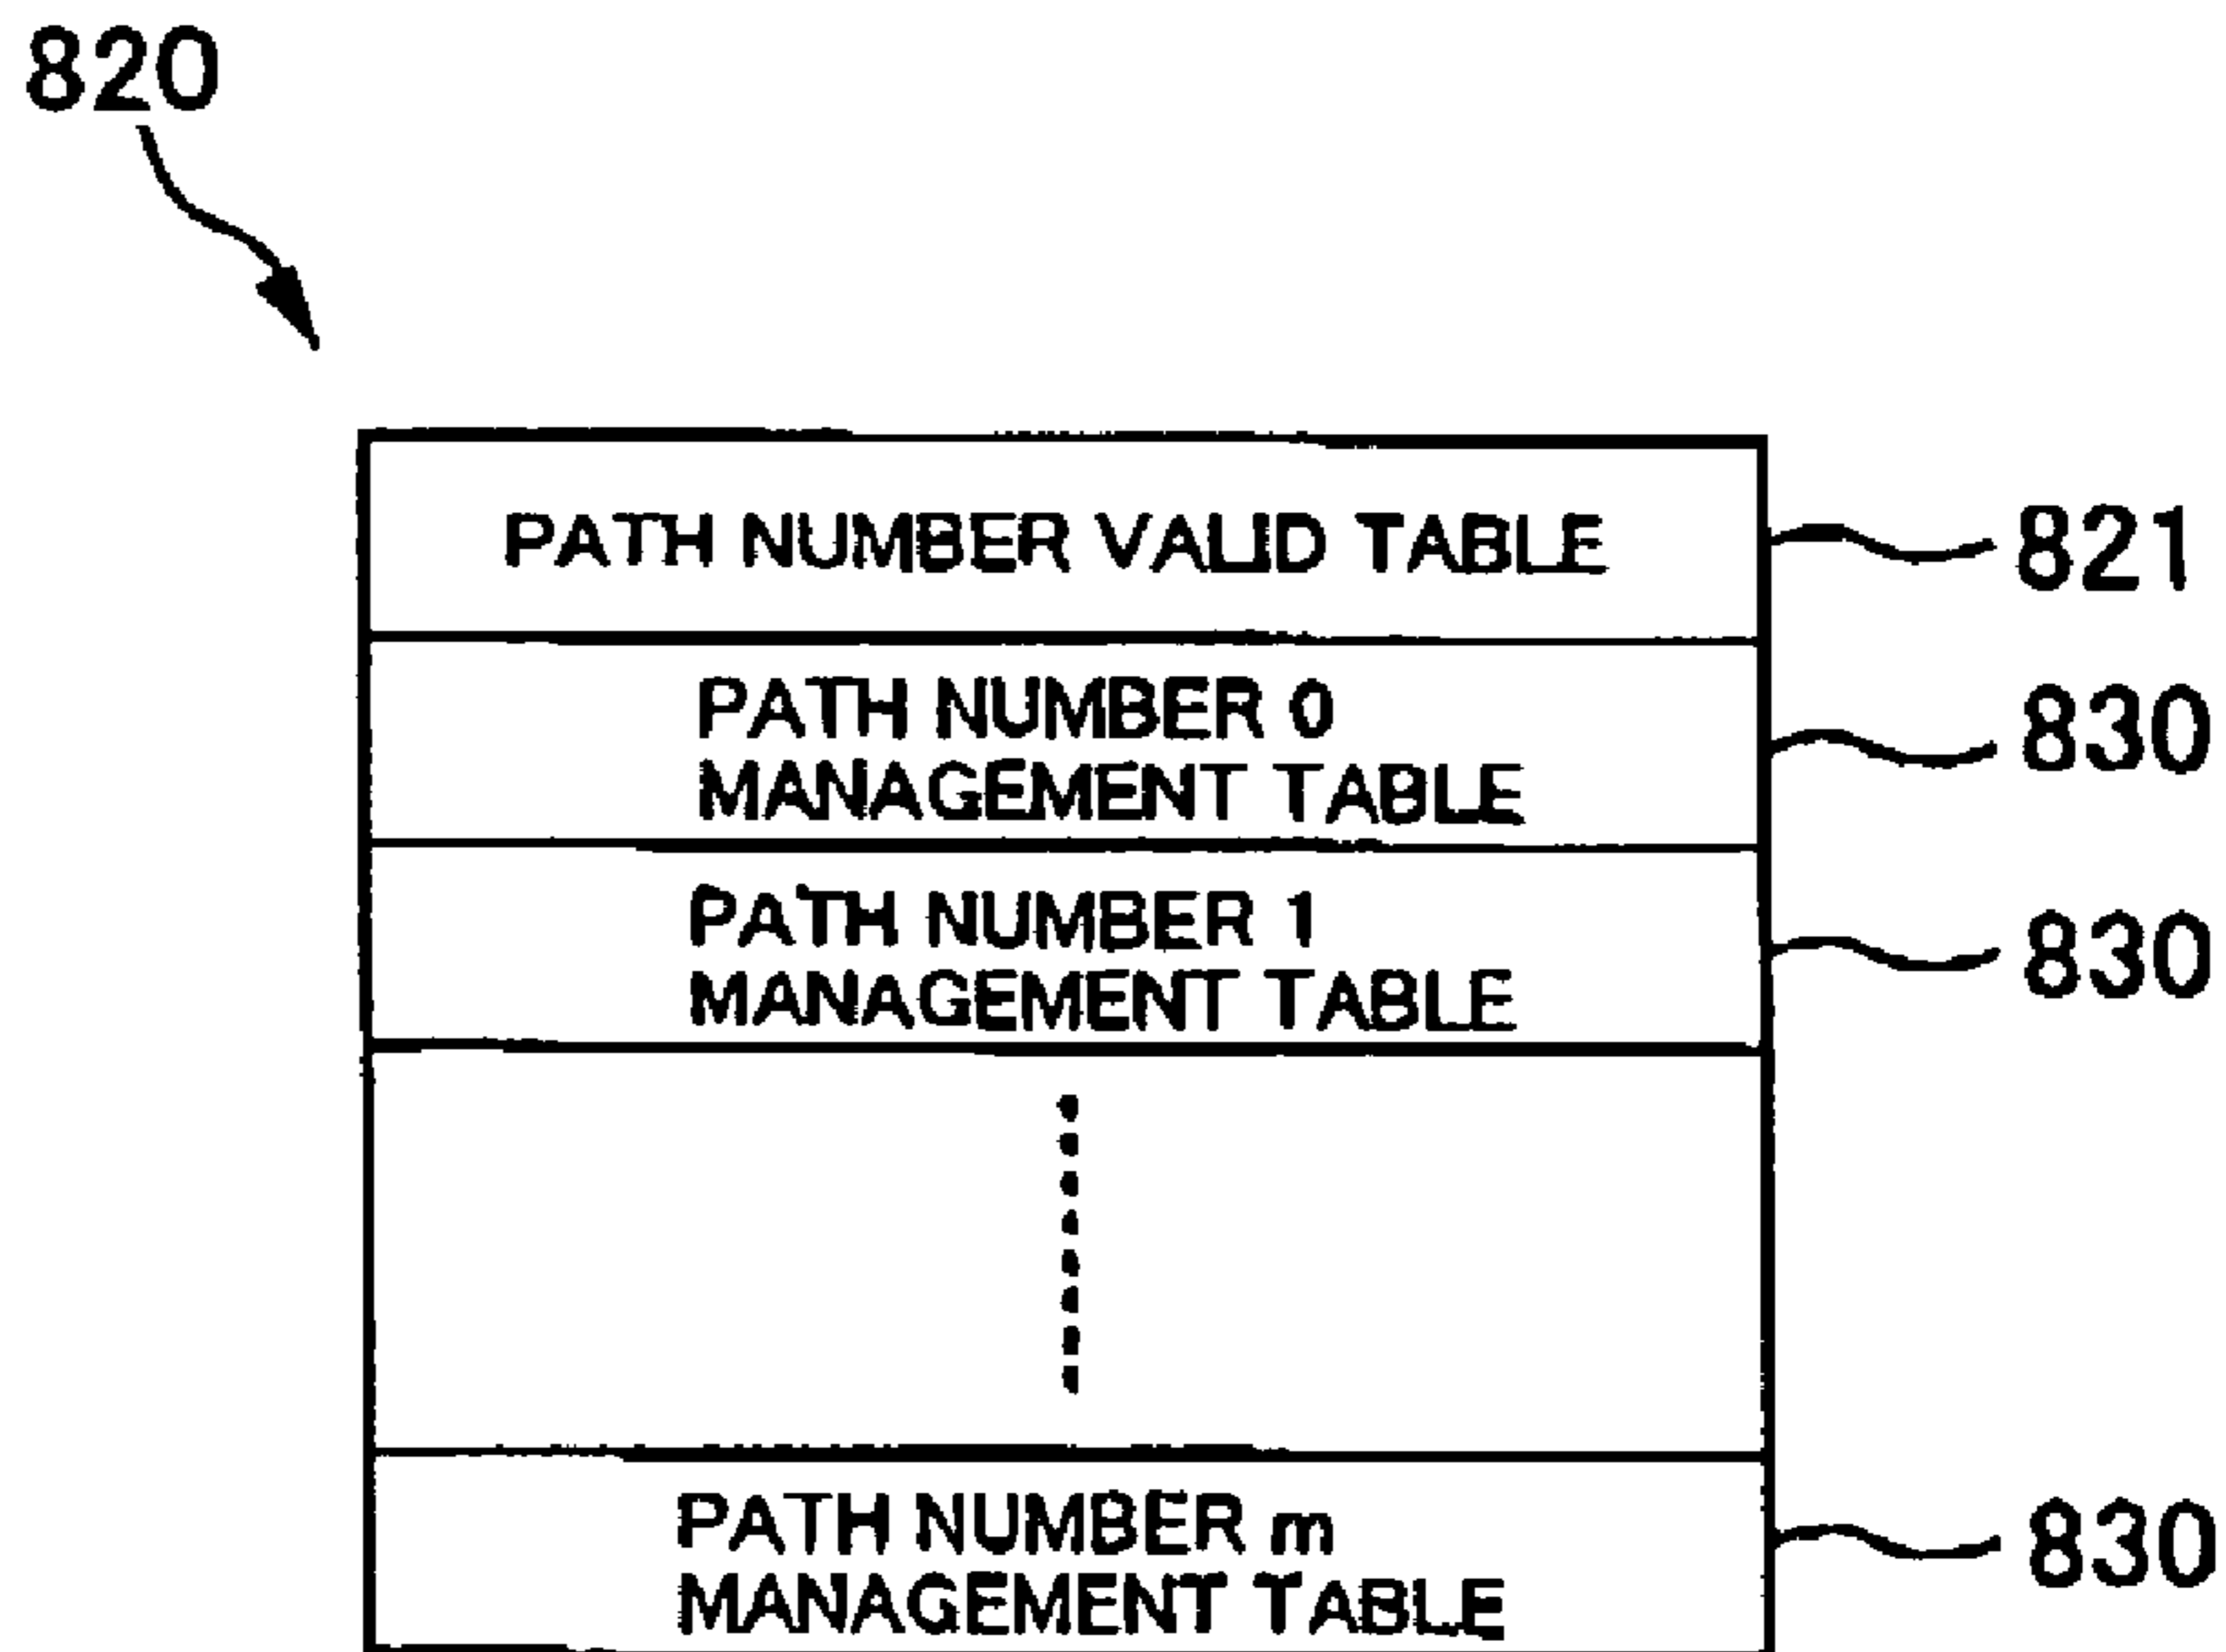 820
PATH NUMBER VALID TABLE
821
PATH NUMBER 0
MANAGEMENT TABLE
830
PATH NUMBER 1
MANAGEMENT TABLE
830
PATH NUMBER m
MANAGEMENT TABLE
830